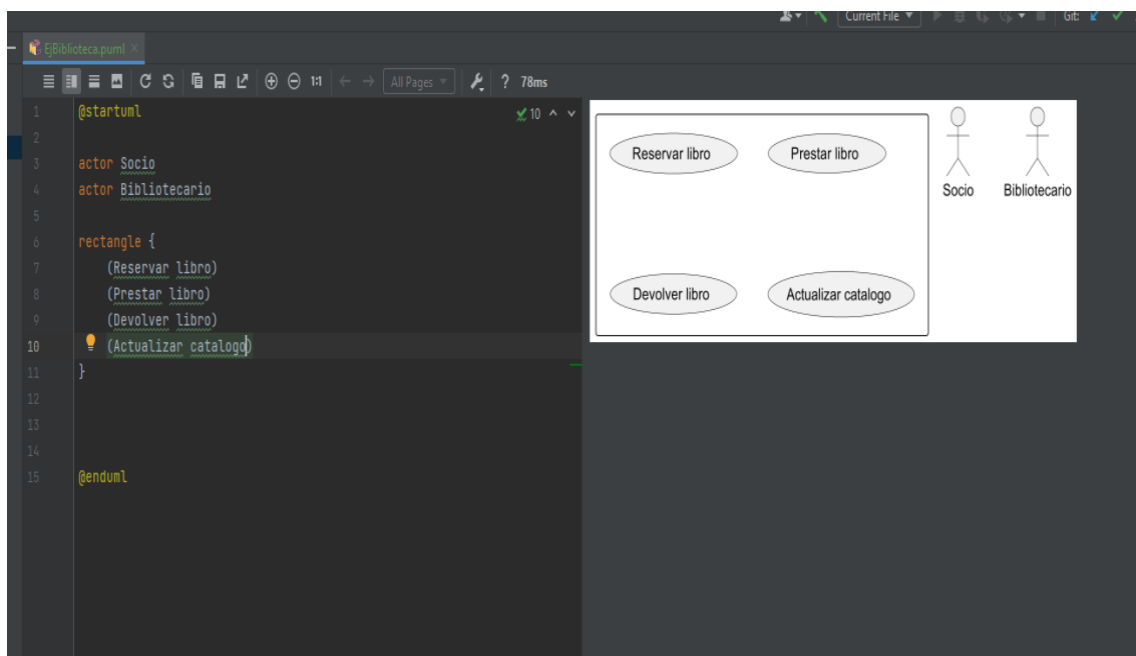 Current File
Git:
EjBiblioteca.puml
1:1
All Pages
? 78ms
1 @startuml
10
2
3 actor Socio
4 actor Bibliotecario
5
6 rectangle {
7 (Reservar libro)
8 (Prestar libro)
9 (Devolver libro)
10 (Actualizar catalogo)
11 }
12
13
14
15 @enduml
Reservar libro
Prestar libro
Devolver libro
Actualizar catalogo
Socio
Bibliotecario